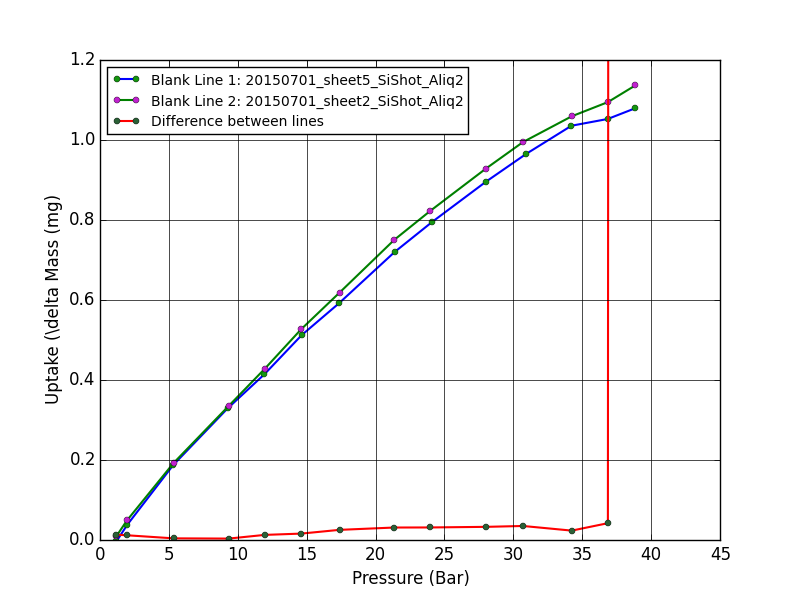 Blank Line 1: 20150701_sheet5_SiShot_Aliq2
Blank Line 2: 20150701_sheet2_SiShot_Aliq2
Difference between lines
1.2
1.0
0.8
0.6
0.4
0.2
0.0
Uptake (\delta Mass (mg)
0 5 10 15 20 25 30 35 40 45
Pressure (Bar)